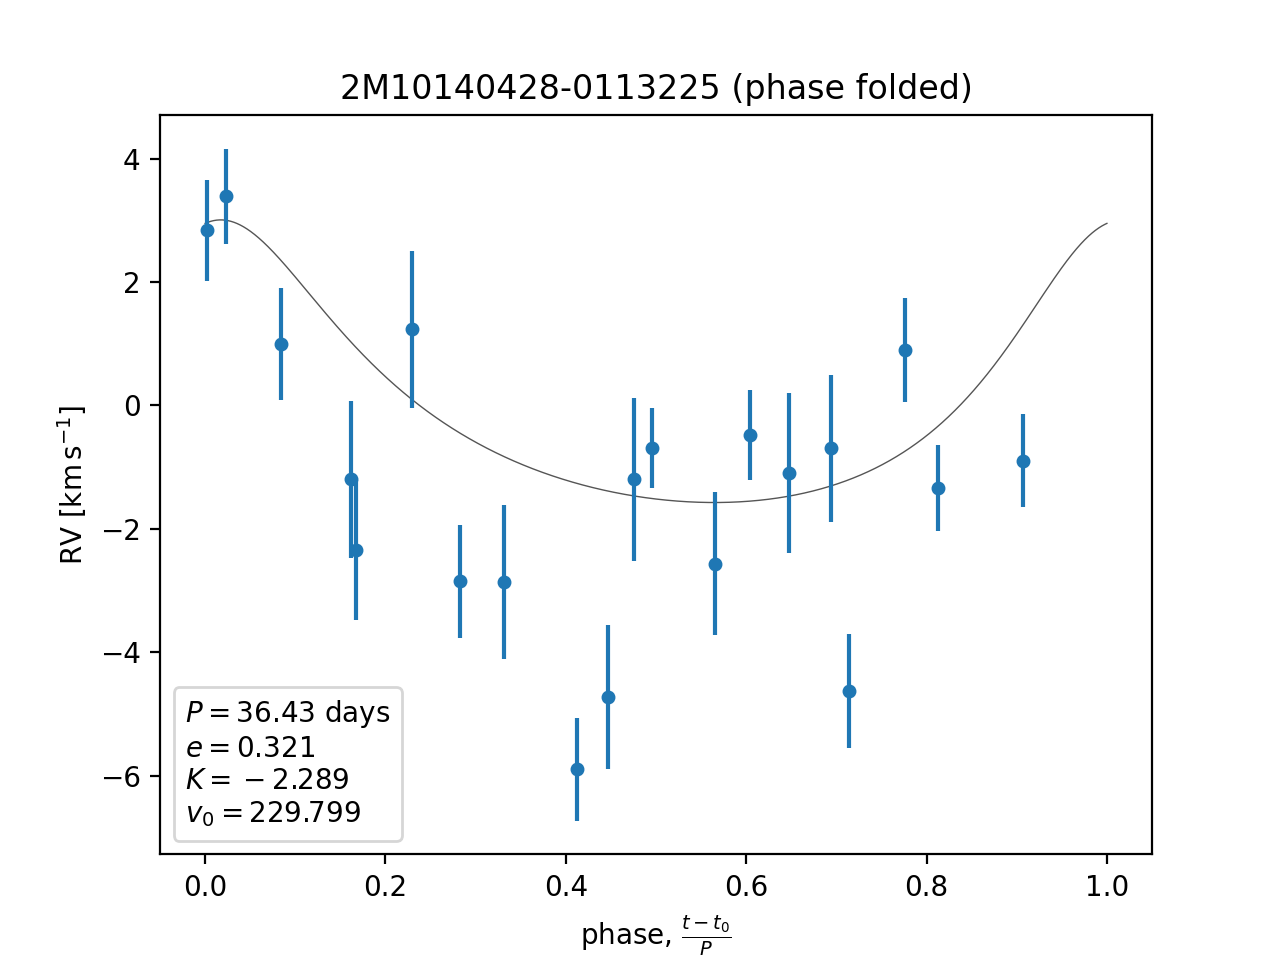 2M10140428-0113225 (phase folded)
RV [km s⁻¹]
4
2
0
−2
−4
−6
P = 36.43 days
e = 0.321
K = −2.289
v₀ = 229.799
0.0 0.2 0.4 0.6 0.8 1.0
phase, (t − t₀)/P